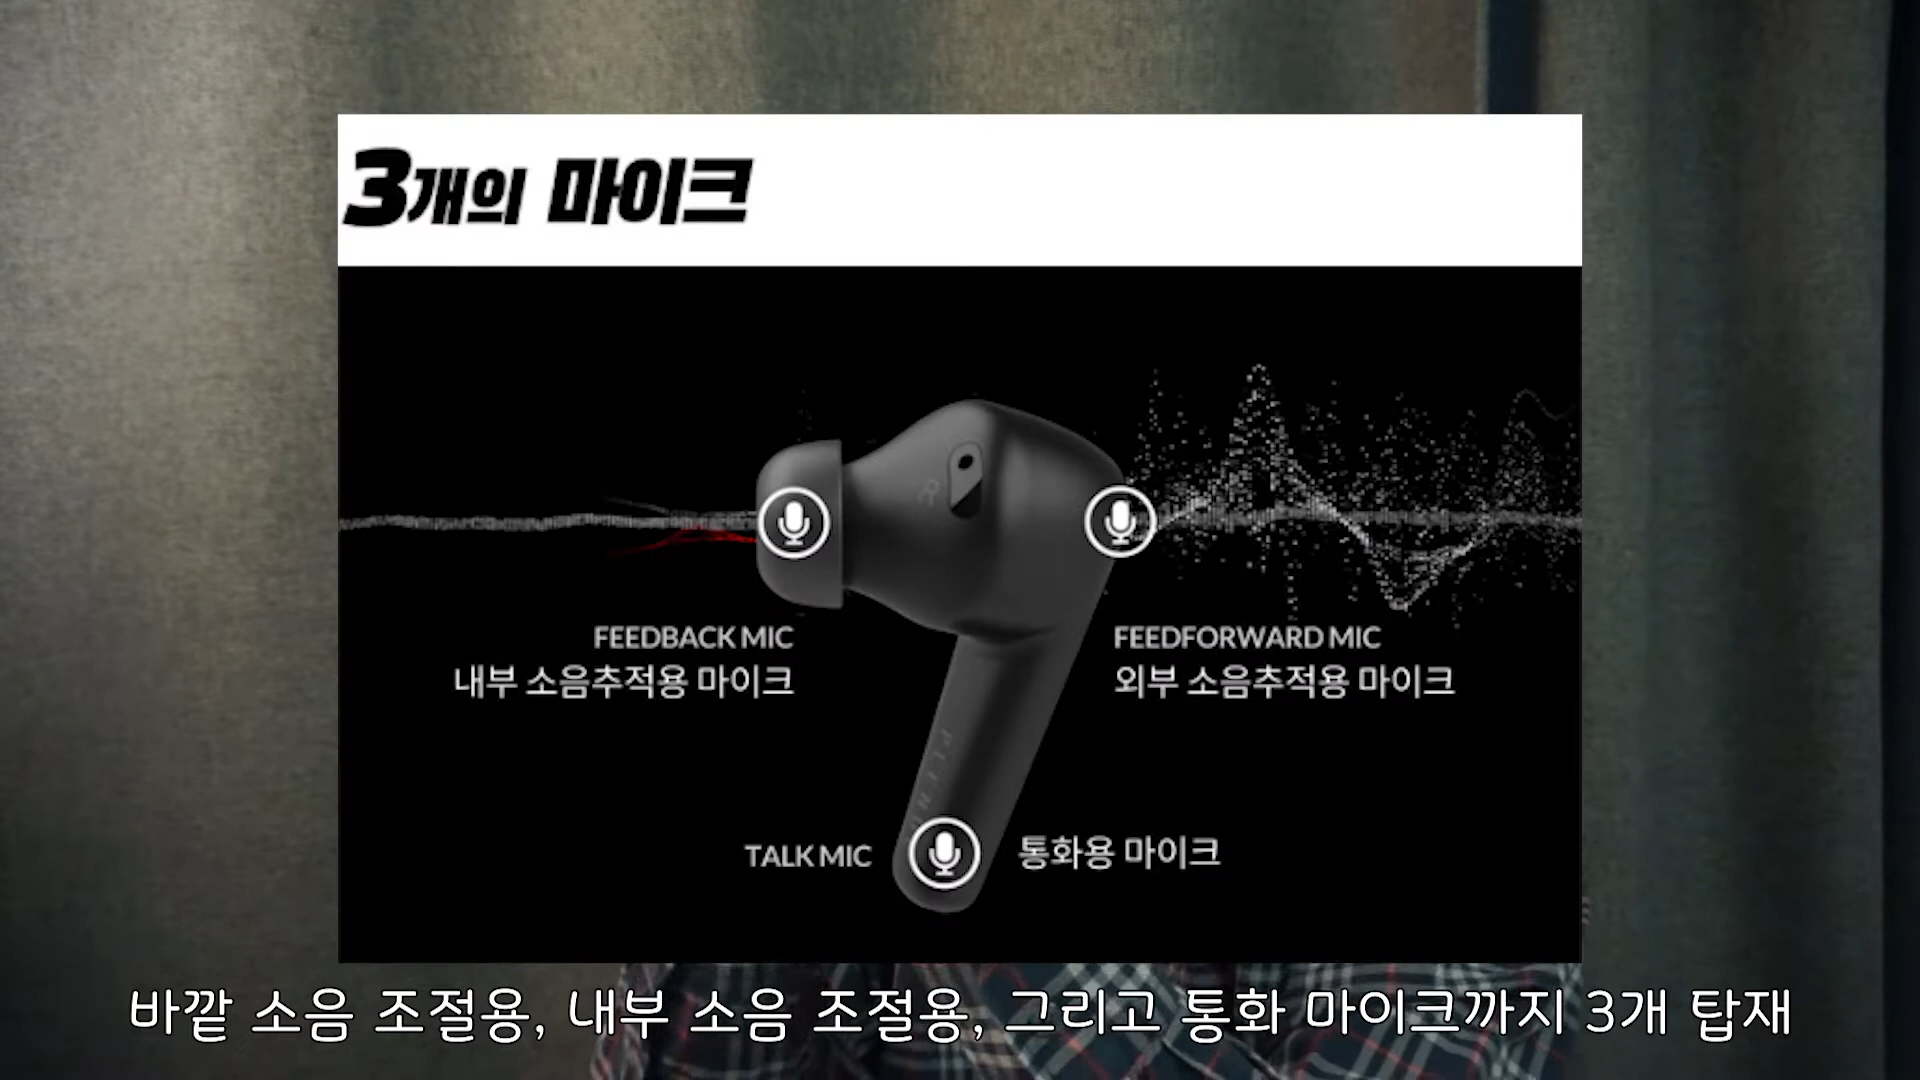 3개의 마이크
FEEDBACK MIC
내부 소음추적용 마이크
FEEDFORWARD MIC
외부 소음추적용 마이크
R
TALK MIC
통화용 마이크
바깥 소음 조절용, 내부 소음 조절용, 그리고 통화 마이크까지 3개 탑재